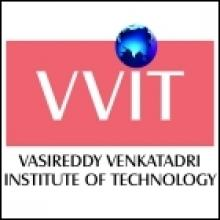 VViT
VASIREDDY VENKATADRI
INSTITUTE OF TECHNOLOGY